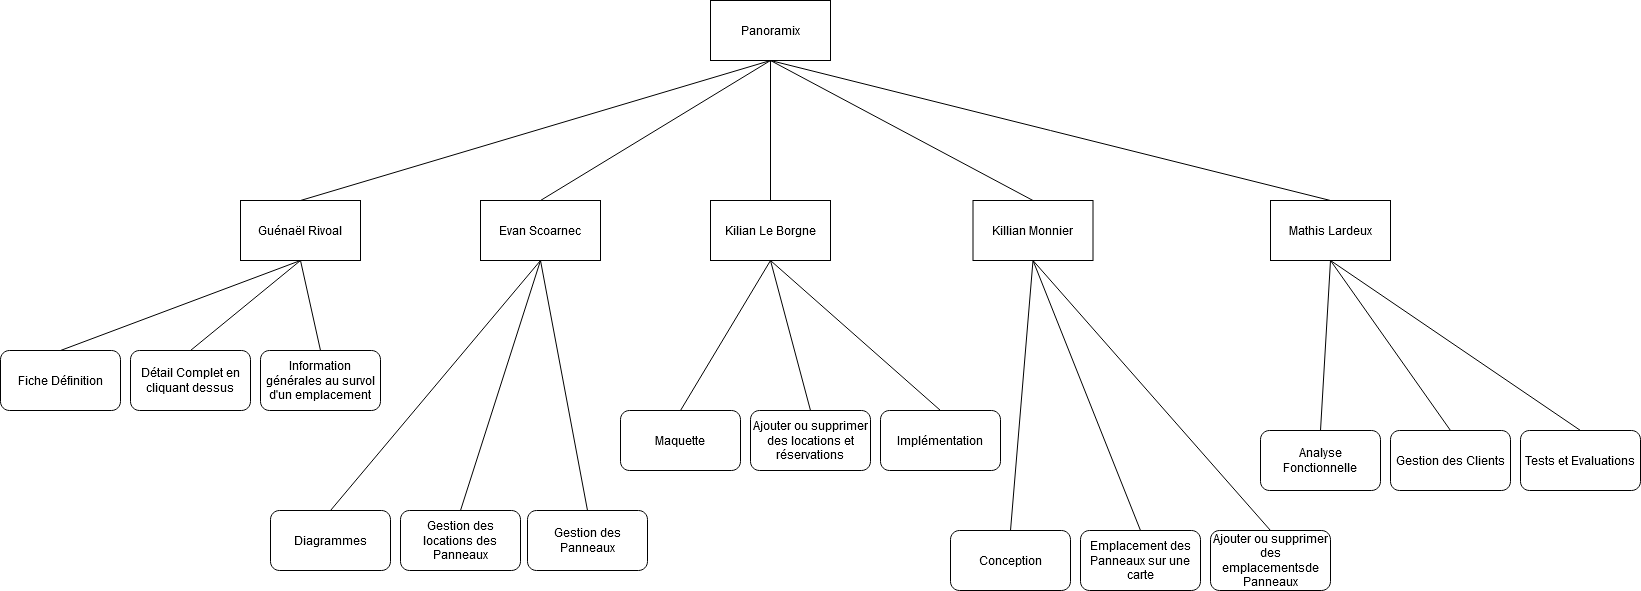 Panoramix
Guénaël Rivoal
Evan Scoarnec
Kilian Le Borgne
Killian Monnier
Mathis Lardeux
Fiche Définition
Détail Complet en
cliquant dessus
Information
générales au survol
d'un emplacement
Maquette
Ajouter ou supprimer
des locations et
réservations
Implémentation
Analyse
Fonctionnelle
Gestion des Clients
Tests et Evaluations
Diagrammes
Gestion des
locations des
Panneaux
Gestion des
Panneaux
Conception
Emplacement des
Panneaux sur une
carte
Ajouter ou supprimer
des
emplacementsde
Panneaux